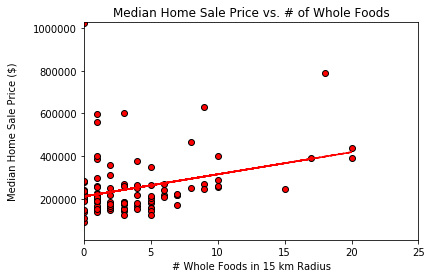 Median Home Sale Price vs. # of Whole Foods
Median Home Sale Price ($)
1000000
800000
600000
400000
200000
0 5 10 15 20 25
# Whole Foods in 15 km Radius